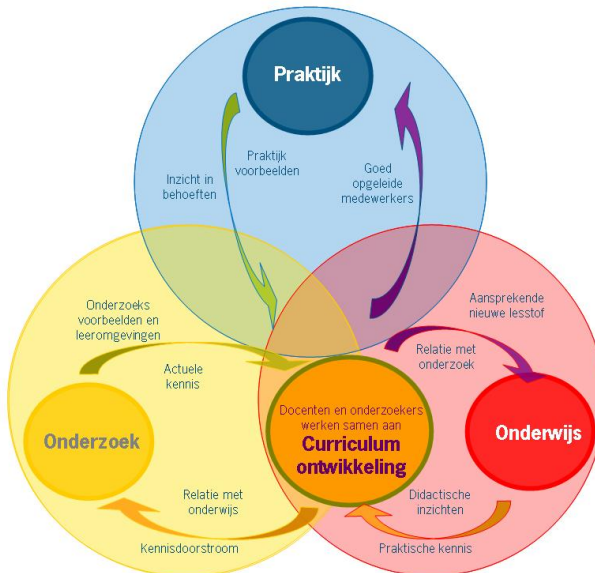 Praktijk
Praktijk
voorbeelden
Inzicht in
behoeften
Goed
opgeleide
medewerkers
Onderzoeks
voorbeelden en
leeromgevingen
Actuele
kennis
Aansprekende
nieuwe lesstof
Relatie met
onderzoek
Onderzoek
Docenten en onderzoekers
werken samen aan
Curriculum
ontwikkeling
Onderwijs
Relatie met
onderwijs
Kennisdoorstroom
Didactische
inzichten
Praktische kennis